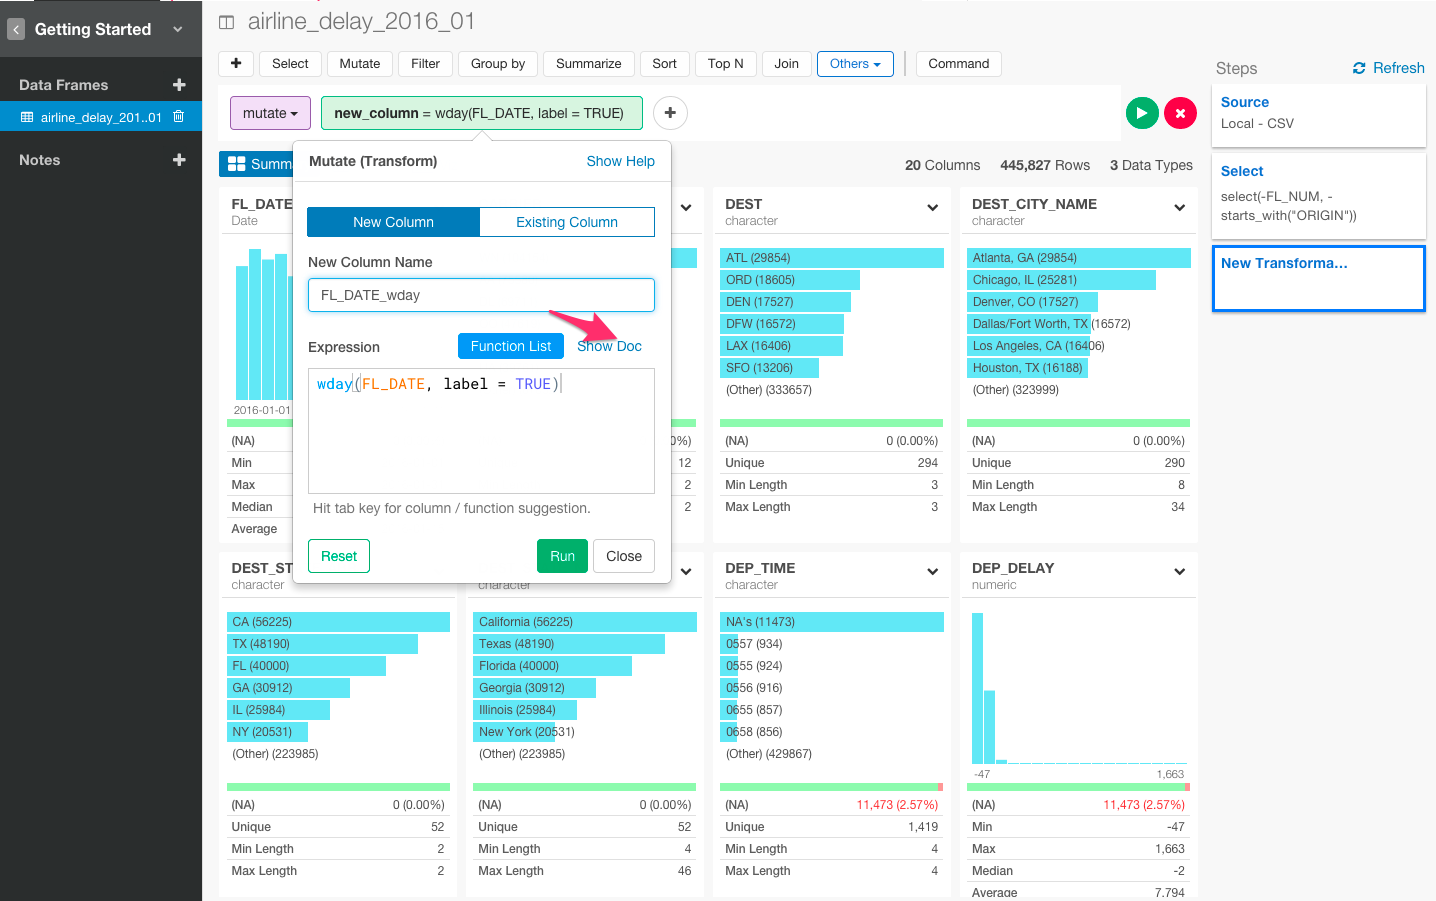 Getting Started
Data Frames
airline_delay_201..01
Notes
airline_delay_2016_01
+ Select Mutate Filter Group by Summarize Sort Top N Join Others Command
mutate
new_column = wday(FL_DATE, label = TRUE)
+
20 Columns 445,827 Rows 3 Data Types
Mutate (Transform)
Show Help
New Column Existing Column
New Column Name
FL_DATE_wday
Expression
Function List
Show Doc
wday(FL_DATE, label = TRUE)
Hit tab key for column / function suggestion.
Reset
Run
Close
FL_DATE
Date
2016-01-01
(NA)
Min
Max
Median
Average
12
2
2
DEST
character
ATL (29854)
ORD (18605)
DEN (17527)
DFW (16572)
LAX (16406)
SFO (13206)
(Other) (333657)
(NA) 0 (0.00%)
Unique 294
Min Length 3
Max Length 3
DEST_CITY_NAME
character
Atlanta, GA (29854)
Chicago, IL (25281)
Denver, CO (17527)
Dallas/Fort Worth, TX (16572)
Los Angeles, CA (16406)
Houston, TX (16188)
(Other) (323999)
(NA) 0 (0.00%)
Unique 290
Min Length 8
Max Length 34
DEST_ST
character
CA (56225)
TX (48190)
FL (40000)
GA (30912)
IL (25984)
NY (20531)
(Other) (223985)
(NA) 0 (0.00%)
Unique 52
Min Length 2
Max Length 2
character
California (56225)
Texas (48190)
Florida (40000)
Georgia (30912)
Illinois (25984)
New York (20531)
(Other) (223985)
(NA) 0 (0.00%)
Unique 52
Min Length 4
Max Length 46
DEP_TIME
character
NA's (11473)
0557 (934)
0555 (924)
0556 (916)
0655 (857)
0658 (856)
(Other) (429867)
(NA) 11,473 (2.57%)
Unique 1,419
Min Length 4
Max Length 4
DEP_DELAY
numeric
-47 1,663
(NA) 11,473 (2.57%)
Min -47
Max 1,663
Median -2
Average 7.794
Steps
Refresh
Source
Local - CSV
Select
select(-FL_NUM, -
starts_with("ORIGIN"))
New Transforma...